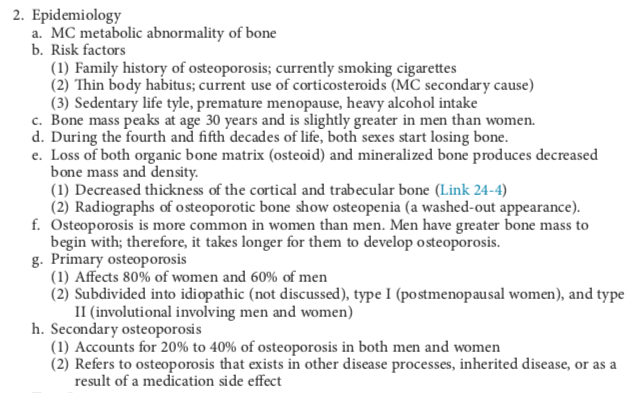 2. Epidemiology
a. MC metabolic abnormality of bone
b. Risk factors
(1) Family history of osteoporosis; currently smoking cigarettes
(2) Thin body habitus; current use of corticosteroids (MC secondary cause)
(3) Sedentary life tyle, premature menopause, heavy alcohol intake
c. Bone mass peaks at age 30 years and is slightly greater in men than women.
d. During the fourth and fifth decades of life, both sexes start losing bone.
e. Loss of both organic bone matrix (osteoid) and mineralized bone produces decreased
bone mass and density.
(1) Decreased thickness of the cortical and trabecular bone (Link 24-4)
(2) Radiographs of osteoporotic bone show osteopenia (a washed-out appearance).
f. Osteoporosis is more common in women than men. Men have greater bone mass to
begin with; therefore, it takes longer for them to develop osteoporosis.
g. Primary osteoporosis
(1) Affects 80% of women and 60% of men
(2) Subdivided into idiopathic (not discussed), type I (postmenopausal women), and type
II (involutional involving men and women)
h. Secondary osteoporosis
(1) Accounts for 20% to 40% of osteoporosis in both men and women
(2) Refers to osteoporosis that exists in other disease processes, inherited disease, or as a
result of a medication side effect